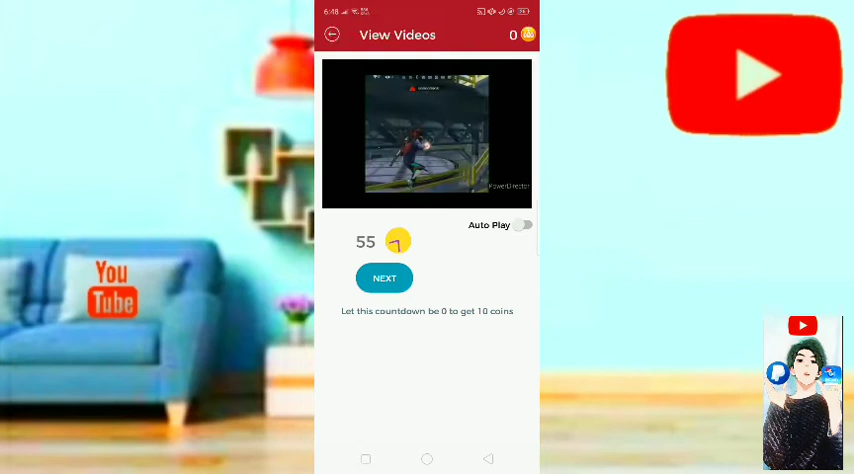 6:48
View Videos
0
PowerDirector
Auto Play
55
NEXT
Let this countdown be 0 to get 10 coins
You
Tube